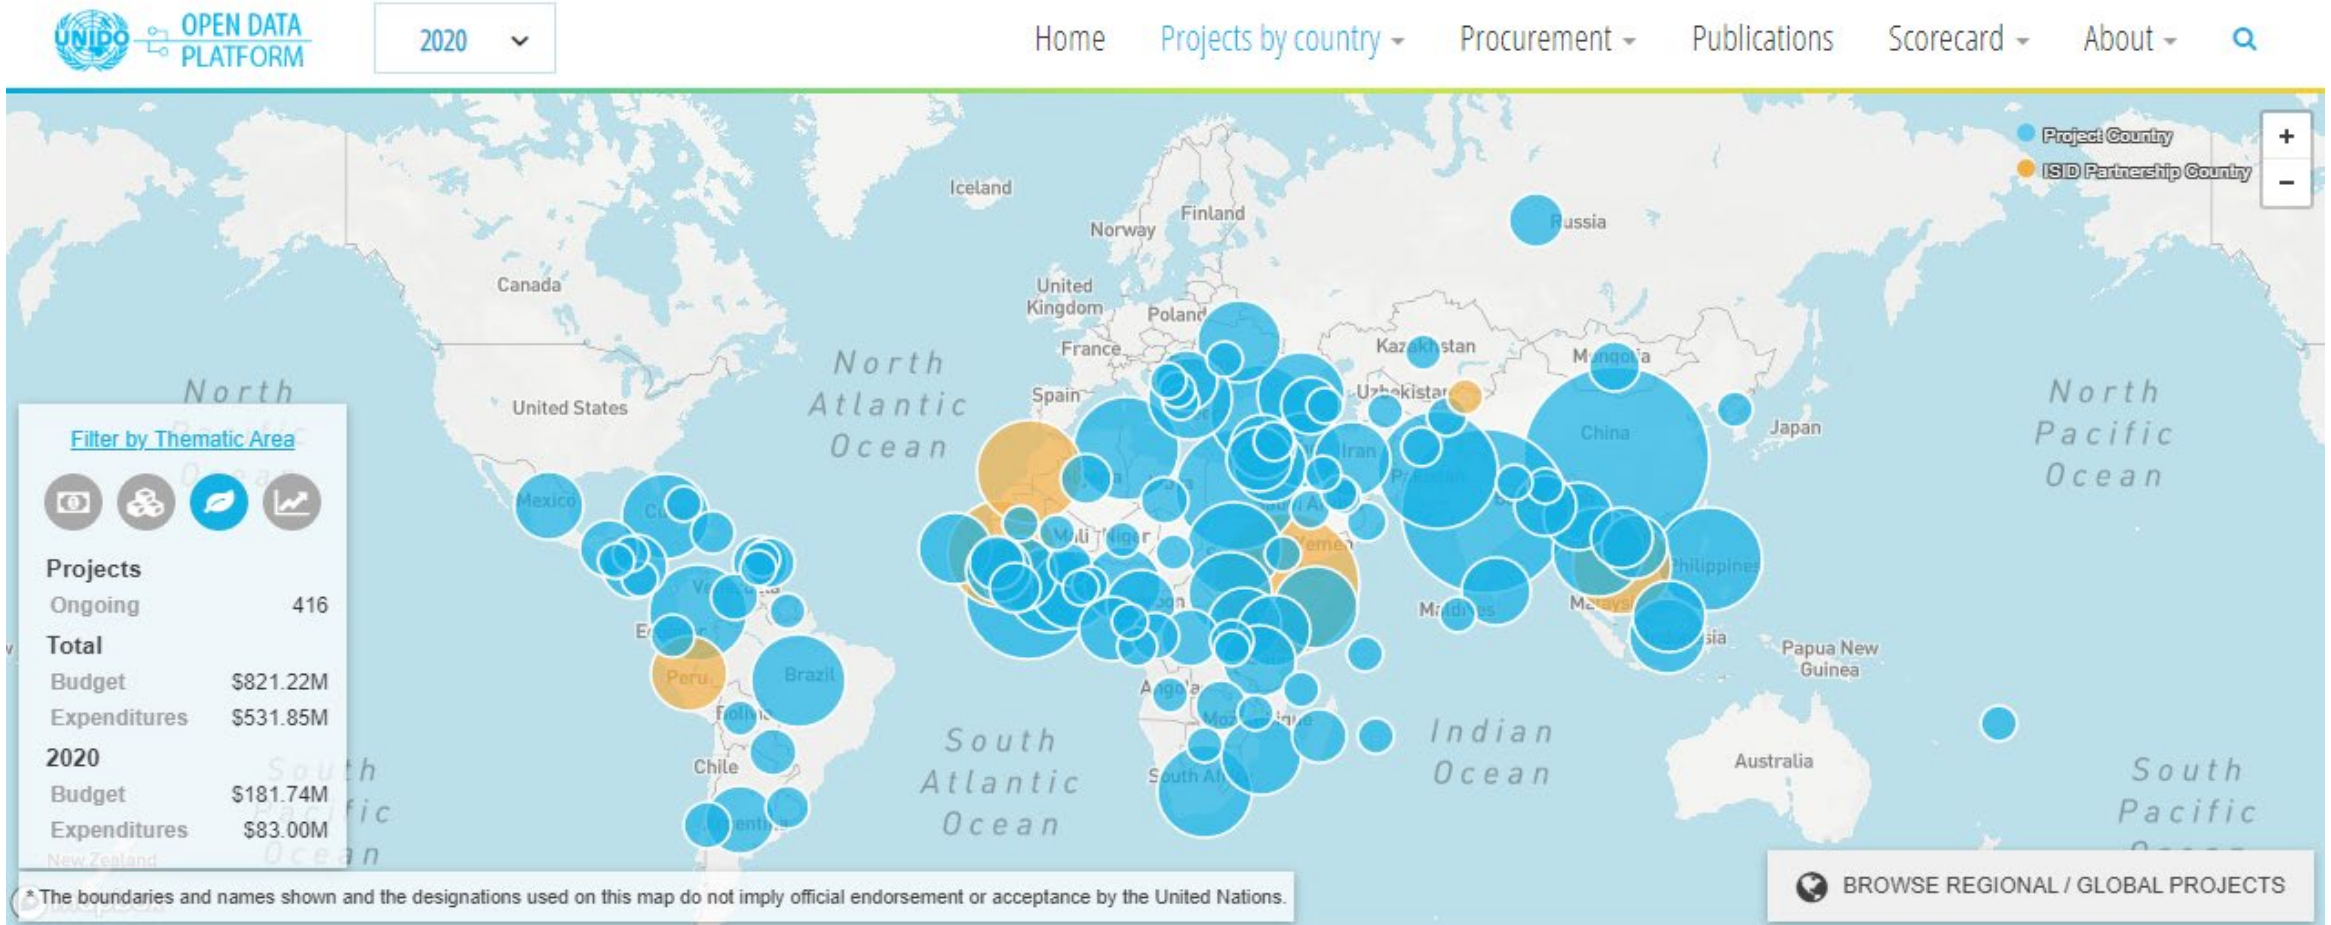 UNIDO
OPEN DATA
PLATFORM
2020
Home
Projects by country
Procurement
Publications
Scorecard
About
Project Country
ISID Partnership Country
+
−
Iceland
Finland
Norway
Russia
Canada
United
Kingdom
Poland
France
Kazakhstan
Mongolia
North
Atlantic
Ocean
Spain
Uzbekistan
United States
North
Pacific
Ocean
China
Japan
Iran
Mexico
Mali
Niger
Yemen
Philippines
Maldives
Malaysia
Peru
Brazil
Papua New
Guinea
Angola
Mozambique
Bolivia
Chile
South
Atlantic
Ocean
South Africa
Indian
Ocean
Australia
Argentina
South
Pacific
Ocean
North
Pacific
Ocean
Filter by Thematic Area
Projects
Ongoing 416
Total
Budget $821.22M
Expenditures $531.85M
2020
Budget $181.74M
Expenditures $83.00M
South
Pacific
Ocean
New Zealand
* The boundaries and names shown and the designations used on this map do not imply official endorsement or acceptance by the United Nations.
BROWSE REGIONAL / GLOBAL PROJECTS